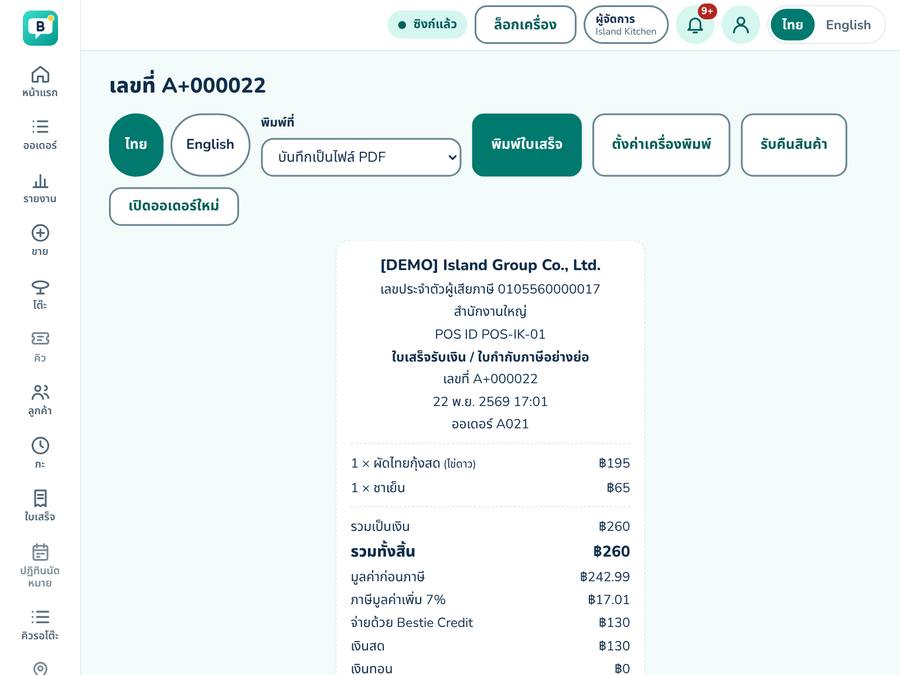 B
ซิงก์แล้ว
ล็อกเครื่อง
ผู้จัดการ
Island Kitchen
9+
ไทย
English
หน้าแรก
ออเดอร์
รายงาน
ขาย
โต๊ะ
คิว
ลูกค้า
กะ
ใบเสร็จ
ปฏิทินนัด
หมาย
คิวรอโต๊ะ
เลขที่ A+000022
ไทย
English
พิมพ์ที่
บันทึกเป็นไฟล์ PDF
พิมพ์ใบเสร็จ
ตั้งค่าเครื่องพิมพ์
รับคืนสินค้า
เปิดออเดอร์ใหม่
[DEMO] Island Group Co., Ltd.
เลขประจำตัวผู้เสียภาษี 0105560000017
สำนักงานใหญ่
POS ID POS-IK-01
ใบเสร็จรับเงิน / ใบกำกับภาษีอย่างย่อ
เลขที่ A+000022
22 พ.ย. 2569 17:01
ออเดอร์ A021
1 × ผัดไทยกุ้งสด (ไข่ดาว) ฿195
1 × ชาเย็น ฿65
รวมเป็นเงิน ฿260
รวมทั้งสิ้น ฿260
มูลค่าก่อนภาษี ฿242.99
ภาษีมูลค่าเพิ่ม 7% ฿17.01
จ่ายด้วย Bestie Credit ฿130
เงินสด ฿130
เงินทอน ฿0